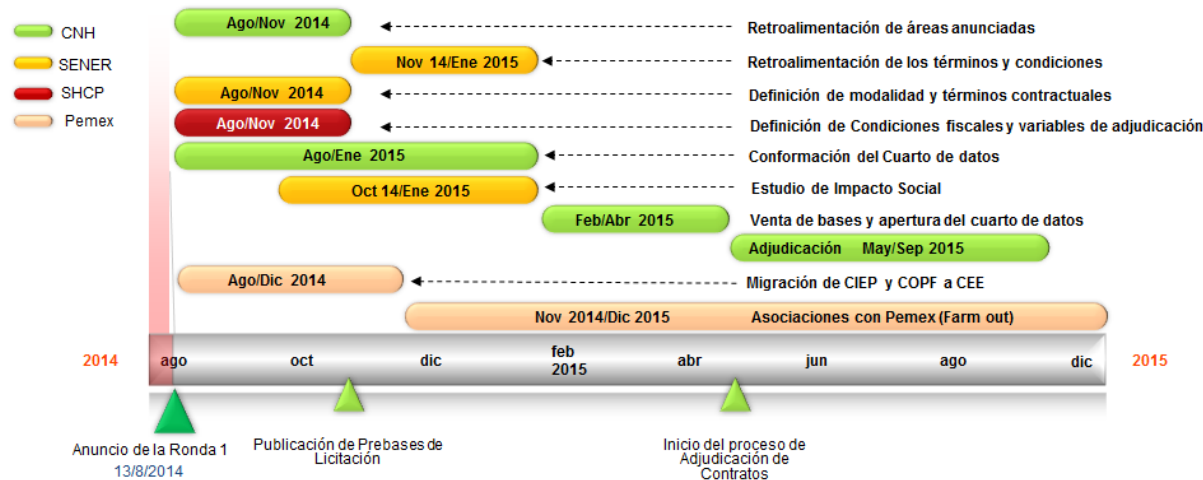 CNH
SENER
SHCP
Pemex
Ago/Nov 2014
Retroalimentación de áreas anunciadas
Nov 14/Ene 2015
Retroalimentación de los términos y condiciones
Ago/Nov 2014
Definición de modalidad y términos contractuales
Ago/Nov 2014
Definición de Condiciones fiscales y variables de adjudicación
Ago/Ene 2015
Conformación del Cuarto de datos
Oct 14/Ene 2015
Estudio de Impacto Social
Feb/Abr 2015
Venta de bases y apertura del cuarto de datos
Adjudicación May/Sep 2015
Ago/Dic 2014
Migración de CIEP y COPF a CEE
Nov 2014/Dic 2015
Asociaciones con Pemex (Farm out)
2014
ago
oct
dic
feb
2015
abr
jun
ago
dic
2015
Anuncio de la Ronda 1
13/8/2014
Publicación de Prebases de
Licitación
Inicio del proceso de
Adjudicación de
Contratos